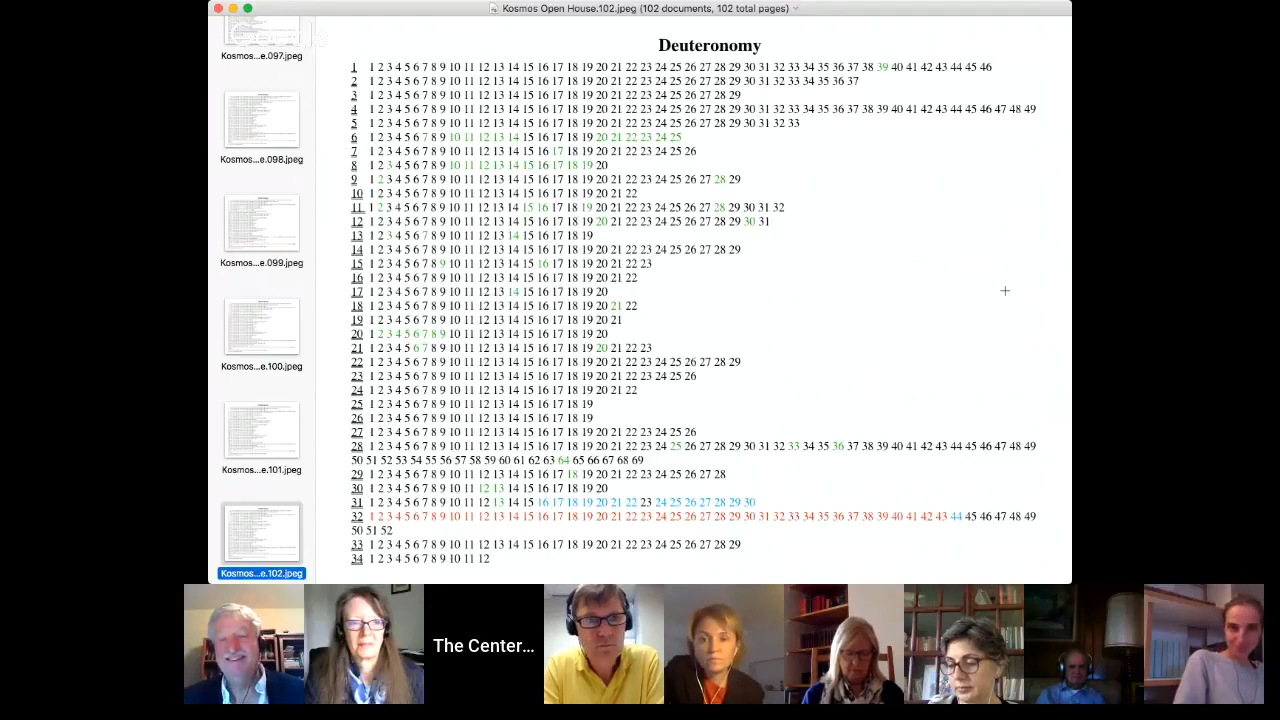 Kosmos Open House.102.jpeg (102 documents, 102 total pages)
Kosmos...e.097.jpeg
Kosmos...e.098.jpeg
Kosmos...e.099.jpeg
Kosmos...e.100.jpeg
Kosmos...e.101.jpeg
Kosmos...e.102.jpeg
Deuteronomy
1 1 2 3 4 5 6 7 8 9 10 11 12 13 14 15 16 17 18 19 20 21 22 23 24 25 26 27 28 29 30 31 32 33 34 35 36 37 38 39 40 41 42 43 44 45 46
2 1 2 3 4 5 6 7 8 9 10 11 12 13 14 15 16 17 18 19 20 21 22 23 24 25 26 27 28 29 30 31 32 33 34 35 36 37
3 1 2 3 4 5 6 7 8 9 10 11 12 13 14 15 16 17 18 19 20 21 22 23 24 25 26 27 28 29
4 1 2 3 4 5 6 7 8 9 10 11 12 13 14 15 16 17 18 19 20 21 22 23 24 25 26 27 28 29 30 31 32 33 34 35 36 37 38 39 40 41 42 43 44 45 46 47 48 49
5 1 2 3 4 5 6 7 8 9 10 11 12 13 14 15 16 17 18 19 20 21 22 23 24 25 26 27 28 29 30 31 32 33
6 1 2 3 4 5 6 7 8 9 10 11 12 13 14 15 16 17 18 19 20 21 22 23 24 25
7 1 2 3 4 5 6 7 8 9 10 11 12 13 14 15 16 17 18 19 20 21 22 23 24 25 26
8 1 2 3 4 5 6 7 8 9 10 11 12 13 14 15 16 17 18 19 20
9 1 2 3 4 5 6 7 8 9 10 11 12 13 14 15 16 17 18 19 20 21 22 23 24 25 26 27 28 29
10 1 2 3 4 5 6 7 8 9 10 11 12 13 14 15 16 17 18 19 20 21 22
11 1 2 3 4 5 6 7 8 9 10 11 12 13 14 15 16 17 18 19 20 21 22 23 24 25 26 27 28 29 30 31 32
12 1 2 3 4 5 6 7 8 9 10 11 12 13 14 15 16 17 18 19 20 21 22 23 24 25 26 27 28 29 30 31
13 1 2 3 4 5 6 7 8 9 10 11 12 13 14 15 16 17 18 19
14 1 2 3 4 5 6 7 8 9 10 11 12 13 14 15 16 17 18 19 20 21 22 23 24 25 26 27 28 29
15 1 2 3 4 5 6 7 8 9 10 11 12 13 14 15 16 17 18 19 20 21 22 23
16 1 2 3 4 5 6 7 8 9 10 11 12 13 14 15 16 17 18 19 20 21 22
17 1 2 3 4 5 6 7 8 9 10 11 12 13 14 15 16 17 18 19 20
18 1 2 3 4 5 6 7 8 9 10 11 12 13 14 15 16 17 18 19 20 21 22
19 1 2 3 4 5 6 7 8 9 10 11 12 13 14 15 16 17 18 19 20 21
20 1 2 3 4 5 6 7 8 9 10 11 12 13 14 15 16 17 18 19 20
21 1 2 3 4 5 6 7 8 9 10 11 12 13 14 15 16 17 18 19 20 21 22 23
22 1 2 3 4 5 6 7 8 9 10 11 12 13 14 15 16 17 18 19 20 21 22 23 24 25 26 27 28 29
23 1 2 3 4 5 6 7 8 9 10 11 12 13 14 15 16 17 18 19 20 21 22 23 24 25 26
24 1 2 3 4 5 6 7 8 9 10 11 12 13 14 15 16 17 18 19 20 21 22
25 1 2 3 4 5 6 7 8 9 10 11 12 13 14 15 16 17 18 19
26 1 2 3 4 5 6 7 8 9 10 11 12 13 14 15 16 17 18 19
27 1 2 3 4 5 6 7 8 9 10 11 12 13 14 15 16 17 18 19 20 21 22 23 24 25 26
28 1 2 3 4 5 6 7 8 9 10 11 12 13 14 15 16 17 18 19 20 21 22 23 24 25 26 27 28 29 30 31 32 33 34 35 36 37 38 39 40 41 42 43 44 45 46 47 48 49
50 51 52 53 54 55 56 57 58 59 60 61 62 63 64 65 66 67 68 69
29 1 2 3 4 5 6 7 8 9 10 11 12 13 14 15 16 17 18 19 20 21 22 23 24 25 26 27 28
30 1 2 3 4 5 6 7 8 9 10 11 12 13 14 15 16 17 18 19 20
31 1 2 3 4 5 6 7 8 9 10 11 12 13 14 15 16 17 18 19 20 21 22 23 24 25 26 27 28 29 30
32 1 2 3 4 5 6 7 8 9 10 11 12 13 14 15 16 17 18 19 20 21 22 23 24 25 26 27 28 29 30 31 32 33 34 35 36 37 38 39 40 41 42 43 44 45 46 47 48 49
50 51 52
33 1 2 3 4 5 6 7 8 9 10 11 12 13 14 15 16 17 18 19 20 21 22 23 24 25 26 27 28 29
34 1 2 3 4 5 6 7 8 9 10 11 12
The Center...